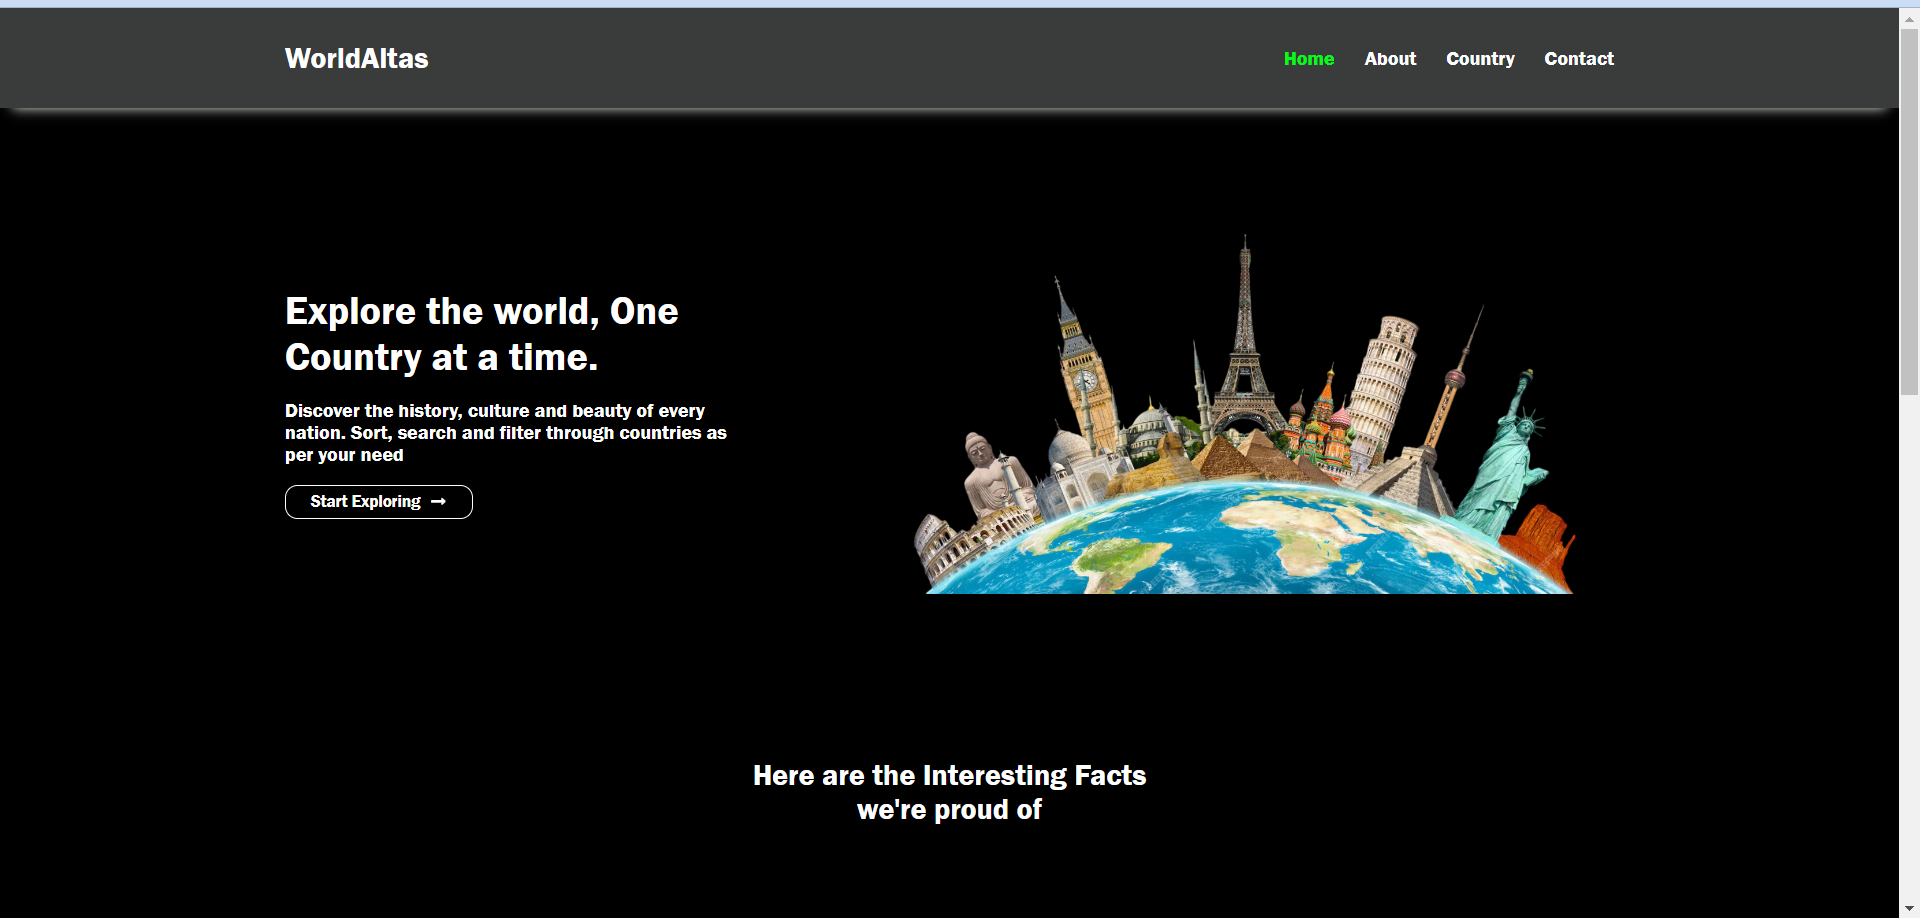 WorldAltas
Home About Country Contact
Explore the world, One
Country at a time.
Discover the history, culture and beauty of every
nation. Sort, search and filter through countries as
per your need
Start Exploring →
Here are the Interesting Facts
we're proud of